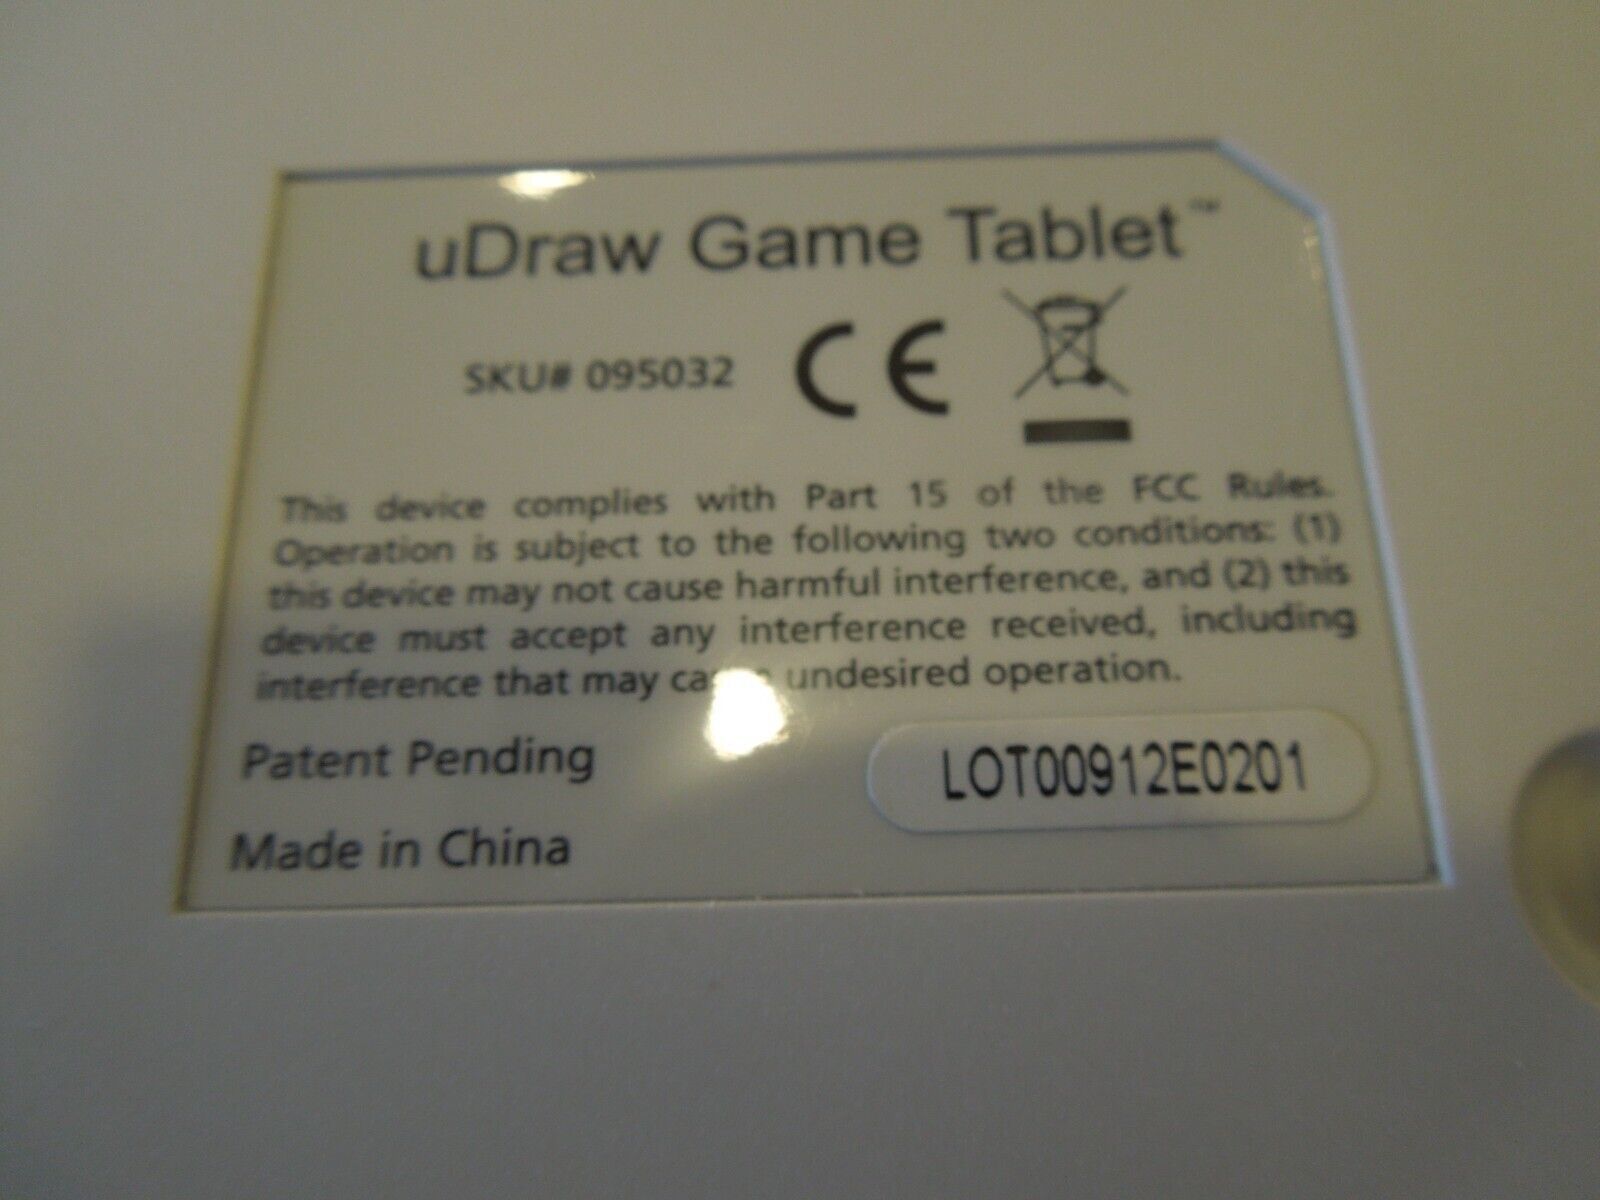 uDraw Game Tablet™
SKU# 095032 CE
This device complies with Part 15 of the FCC Rules.
Operation is subject to the following two conditions: (1)
this device may not cause harmful interference, and (2) this
device must accept any interference received, including
interference that may cause undesired operation.
Patent Pending
LOT00912E0201
Made in China